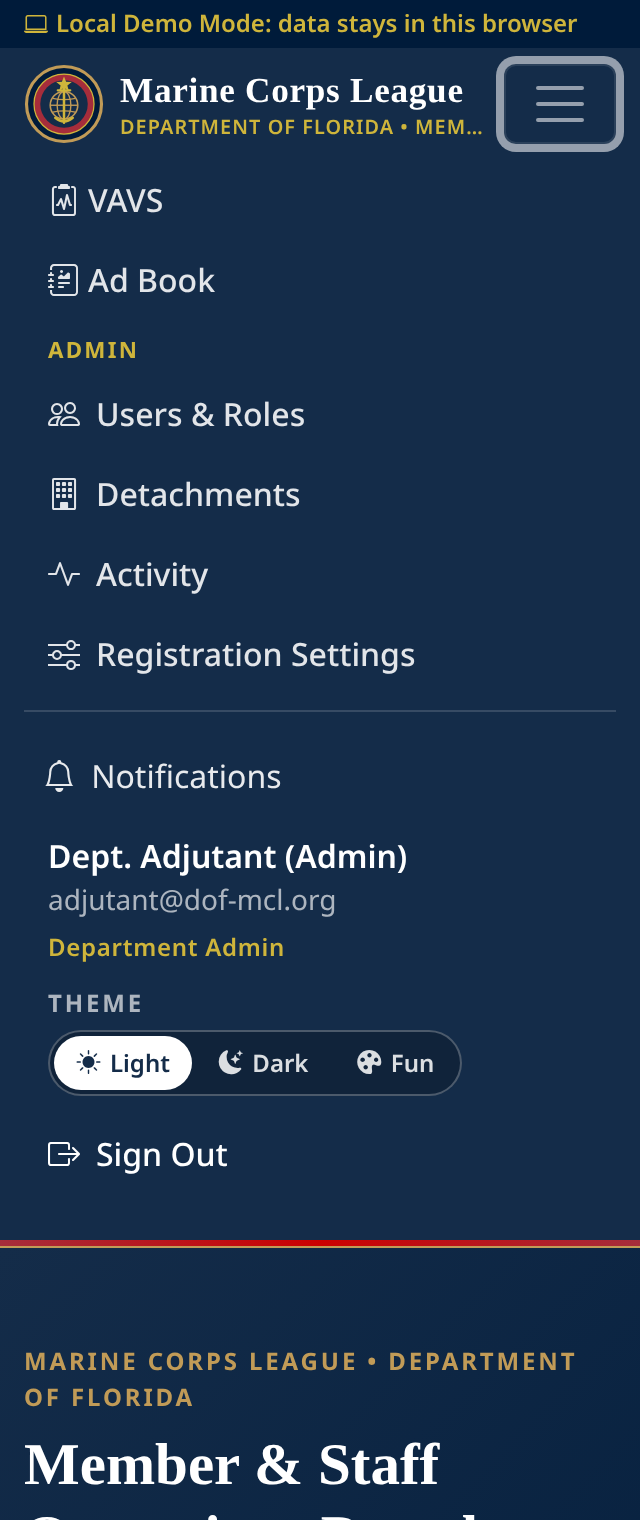 Local Demo Mode: data stays in this browser
Marine Corps League
DEPARTMENT OF FLORIDA • MEM...
VAVS
Ad Book
ADMIN
Users & Roles
Detachments
Activity
Registration Settings
Notifications
Dept. Adjutant (Admin)
adjutant@dof-mcl.org
Department Admin
THEME
Light Dark Fun
Sign Out
MARINE CORPS LEAGUE • DEPARTMENT
OF FLORIDA
Member & Staff